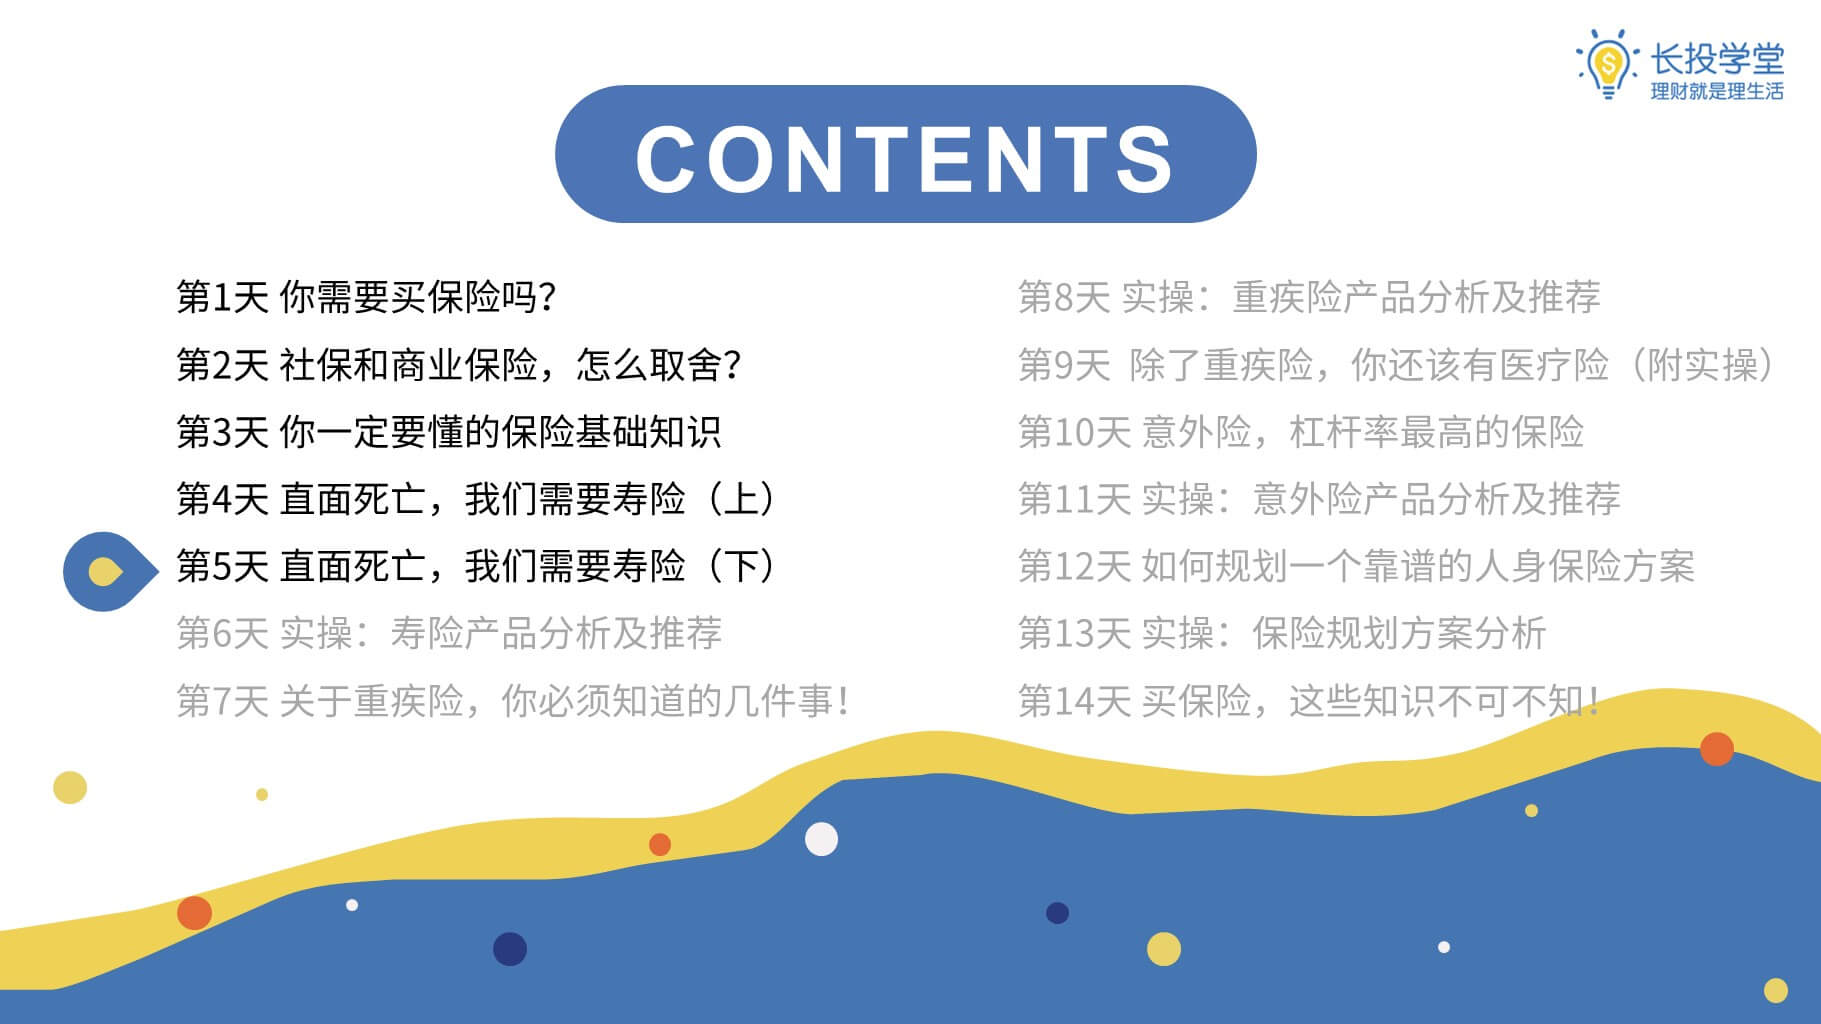 长投学堂
理财就是理生活
CONTENTS
第1天 你需要买保险吗？
第2天 社保和商业保险，怎么取舍？
第3天 你一定要懂的保险基础知识
第4天 直面死亡，我们需要寿险（上）
第5天 直面死亡，我们需要寿险（下）
第6天 实操：寿险产品分析及推荐
第7天 关于重疾险，你必须知道的几件事！
第8天 实操：重疾险产品分析及推荐
第9天 除了重疾险，你还该有医疗险（附实操）
第10天 意外险，杠杆率最高的保险
第11天 实操：意外险产品分析及推荐
第12天 如何规划一个靠谱的人身保险方案
第13天 实操：保险规划方案分析
第14天 买保险，这些知识不可不知！